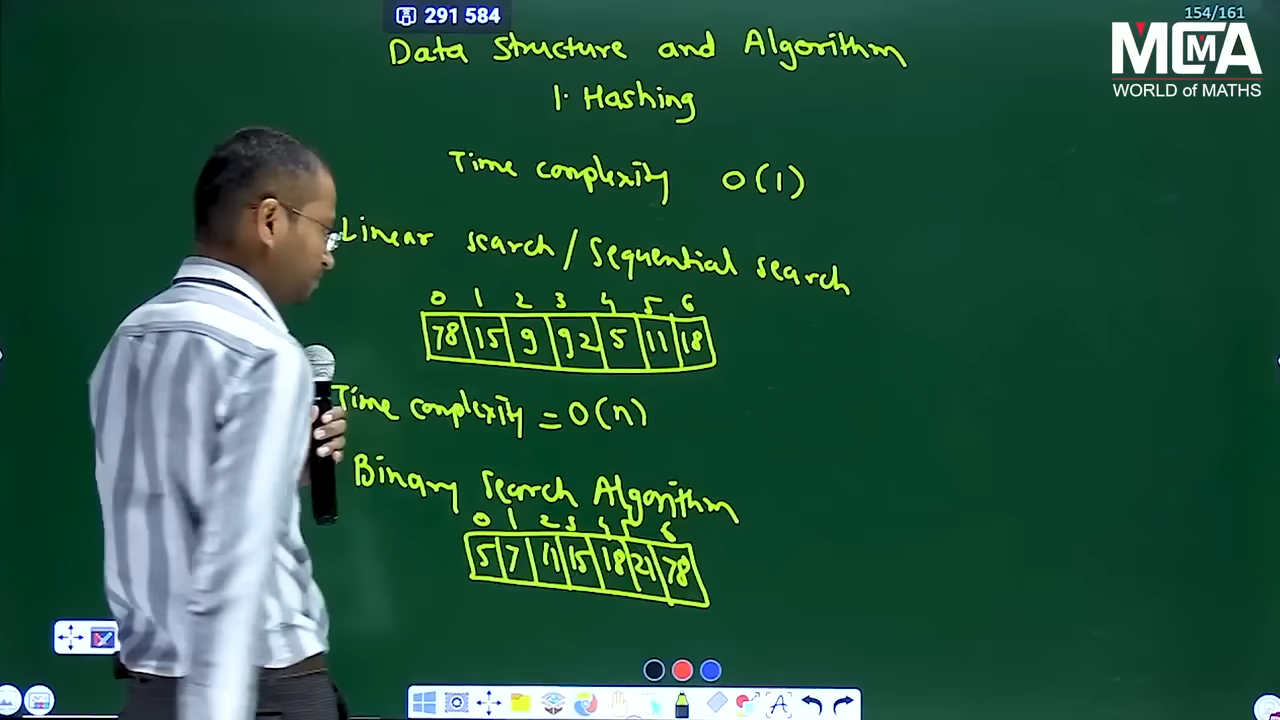 291 584
154/161
MCMA
WORLD of MATHS
Data Structure and Algorithm
1. Hashing
Time complexity O(1)
Linear search / Sequential search
0 1 2 3 4 5 6
78 15 9 92 5 11 18
Time complexity = O(n)
Binary Search Algorithm
0 1 2 3 4 5 6
5 7 11 15 18 21 78